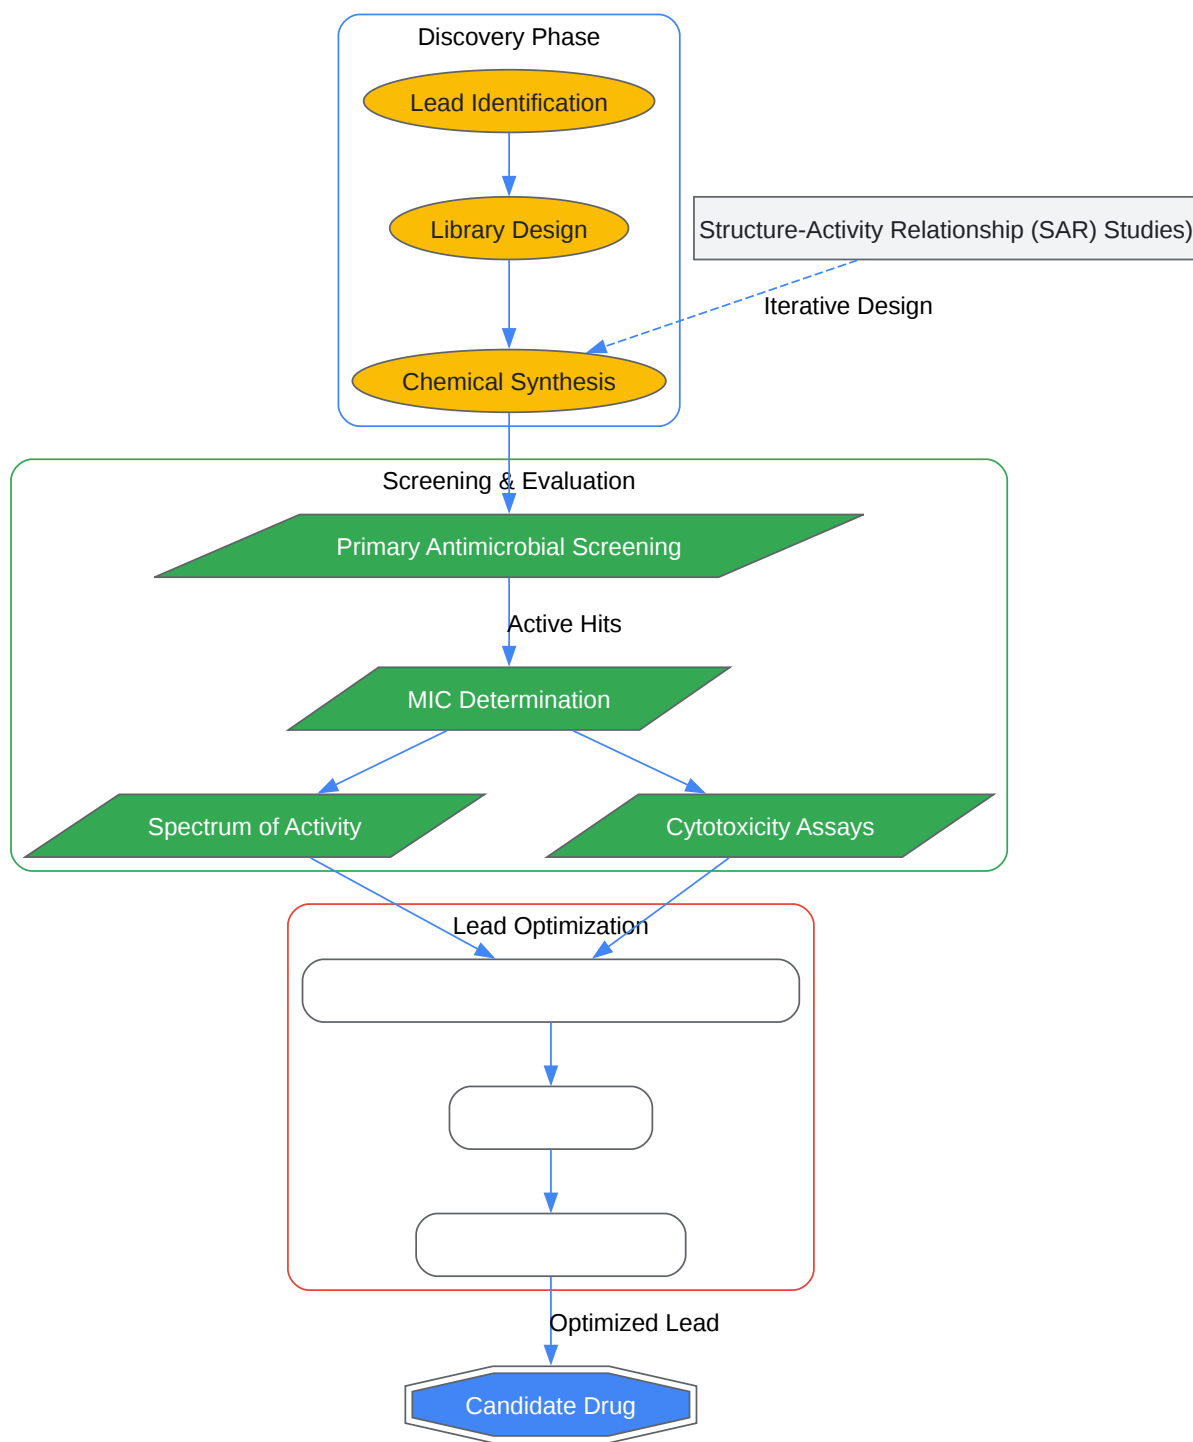 Discovery Phase
Lead Identification
Library Design
Structure-Activity Relationship (SAR) Studies)
Iterative Design
Chemical Synthesis
Screening & Evaluation
Primary Antimicrobial Screening
Active Hits
MIC Determination
Spectrum of Activity
Cytotoxicity Assays
Lead Optimization
Optimized Lead
Candidate Drug